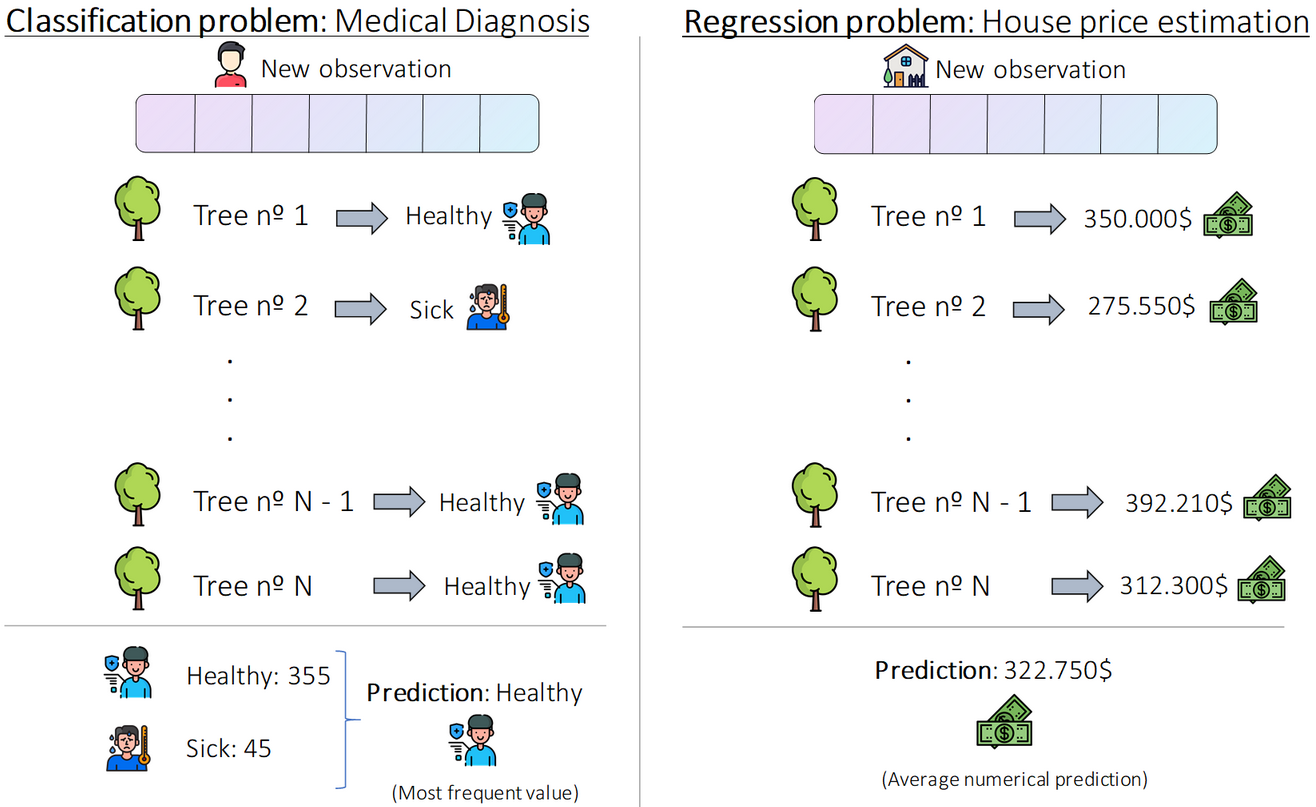 Classification problem: Medical Diagnosis
New observation
Tree nº 1
Healthy
Tree nº 2
Sick
.
.
.
Tree nº N - 1
Healthy
Tree nº N
Healthy
Healthy: 355
Sick: 45
Prediction: Healthy
(Most frequent value)
Regression problem: House price estimation
New observation
Tree nº 1
350.000$
Tree nº 2
275.550$
.
.
.
Tree nº N - 1
392.210$
Tree nº N
312.300$
Prediction: 322.750$
(Average numerical prediction)